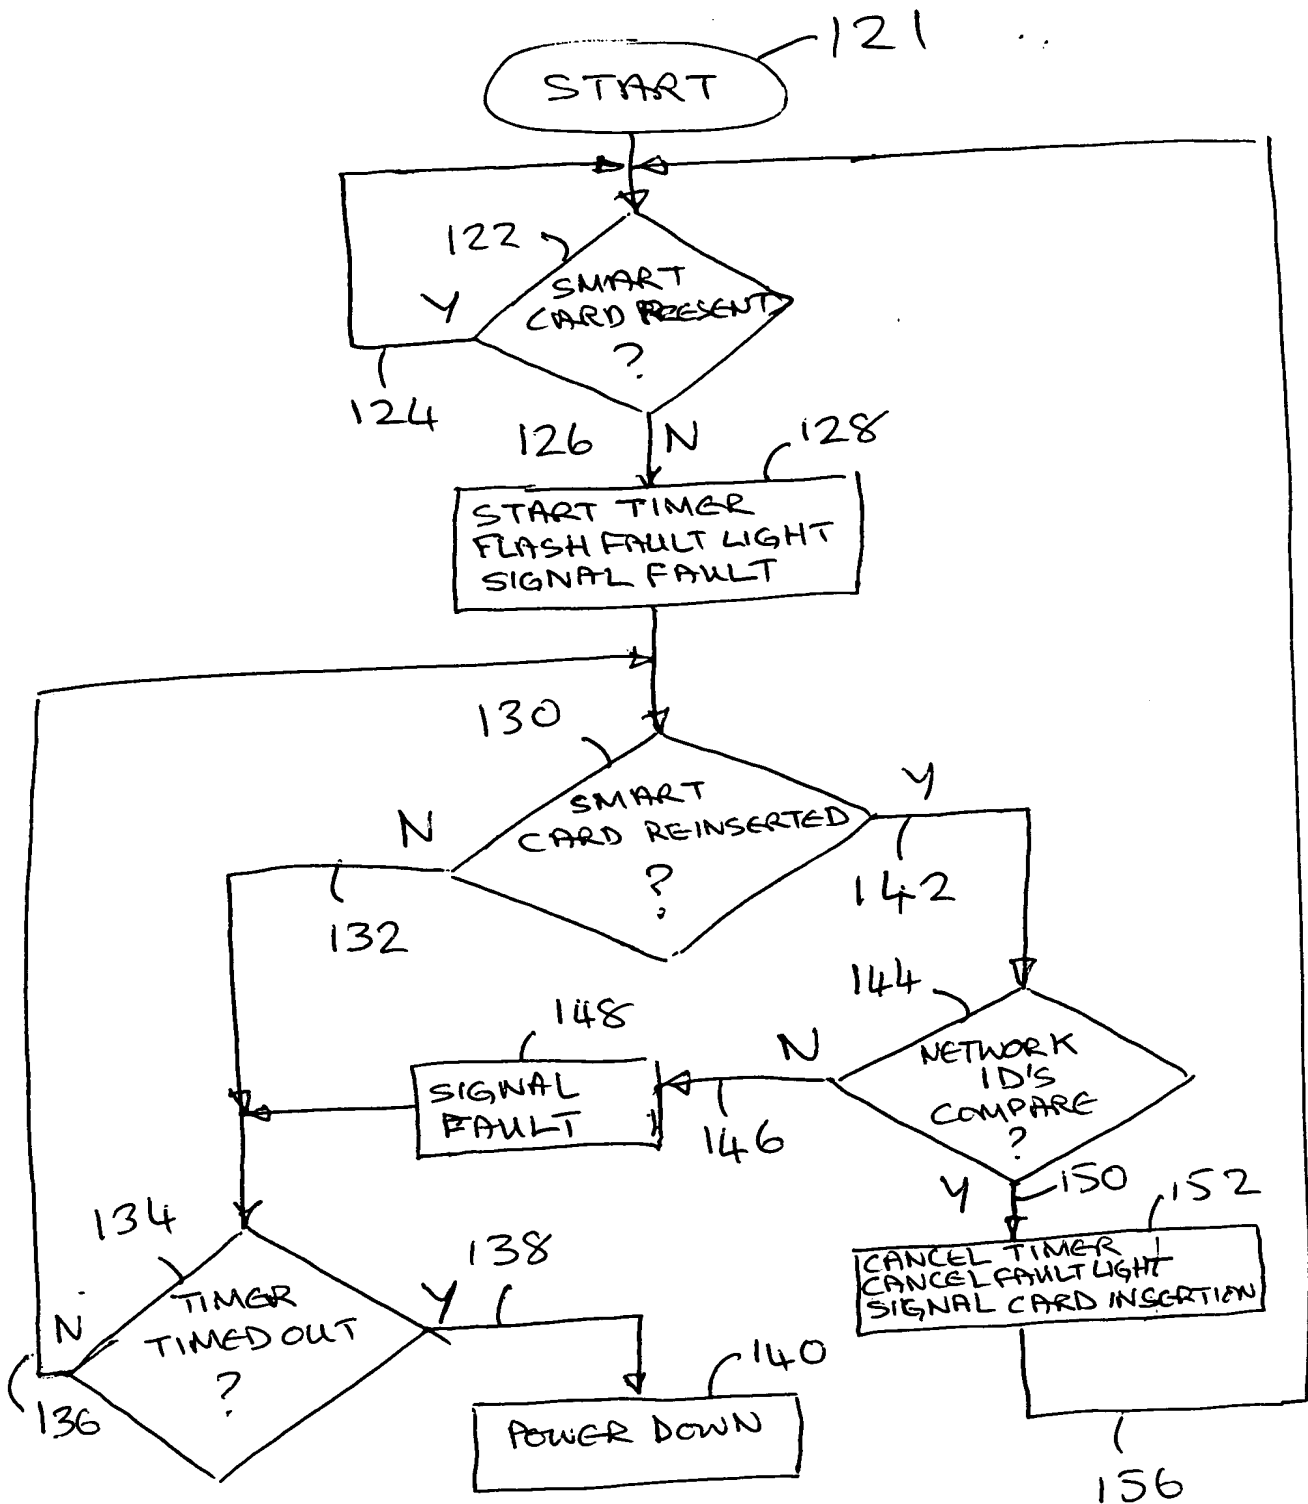 121
START
122
SMART
CARD PRESENT
?
Y
124
126
N
128
START TIMER
FLASH FAULT LIGHT
SIGNAL FAULT
130
SMART
CARD REINSERTED
?
N
Y
132
142
144
NETWORK
ID'S
COMPARE
?
N
146
148
SIGNAL
FAULT
Y
150
152
CANCEL TIMER
CANCEL FAULT LIGHT
SIGNAL CARD INSERTION
134
TIMER
TIMED OUT
?
N
136
Y
138
140
POWER DOWN
156